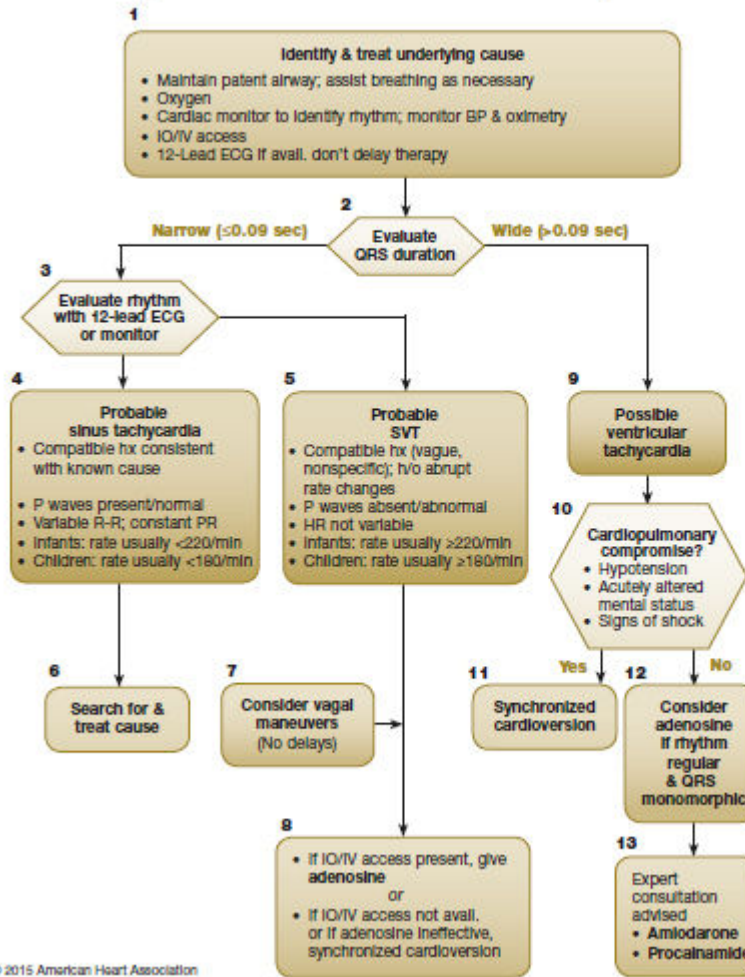 1
Identify & treat underlying cause
• Maintain patent airway; assist breathing as necessary
• Oxygen
• Cardiac monitor to identify rhythm; monitor BP & oximetry
• IO/IV access
• 12-Lead ECG if avail. don't delay therapy
2
Narrow (≤0.09 sec)
Evaluate
QRS duration
Wide (>0.09 sec)
3
Evaluate rhythm
with 12-lead ECG
or monitor
4
Probable
sinus tachycardia
• Compatible hx consistent
with known cause
• P waves present/normal
• Variable R-R; constant PR
• Infants: rate usually <220/min
• Children: rate usually <180/min
5
Probable
SVT
• Compatible hx (vague,
nonspecific); h/o abrupt
rate changes
• P waves absent/abnormal
• HR not variable
• Infants: rate usually ≥220/min
• Children: rate usually ≥180/min
9
Possible
ventricular
tachycardia
10
Cardiopulmonary
compromise?
• Hypotension
• Acutely altered
mental status
• Signs of shock
6
Search for &
treat cause
7
Consider vagal
maneuvers
(No delays)
Yes
No
11
Synchronized
cardioversion
12
Consider
adenosine
if rhythm
regular
& QRS
monomorphic
8
• If IO/IV access present, give
adenosine
or
• If IO/IV access not avail.
or if adenosine ineffective,
synchronized cardioversion
13
Expert
consultation
advised
• Amiodarone
• Procainamide
2015 American Heart Association